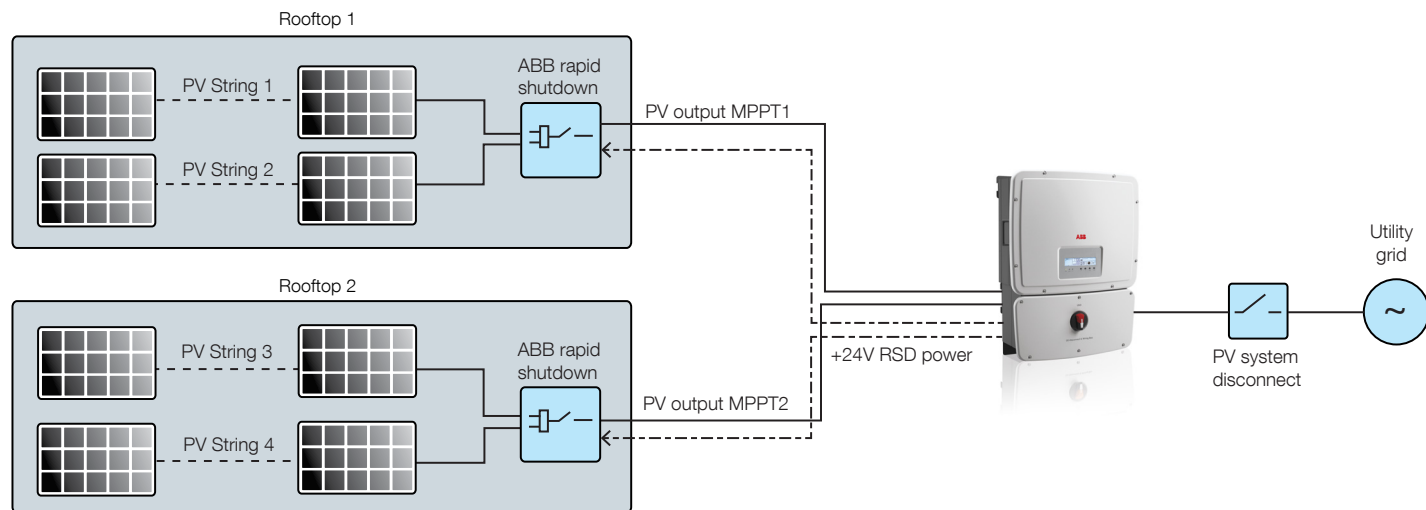 Rooftop 1
PV String 1
ABB rapid
shutdown
PV output MPPT1
PV String 2
ABB
Utility
grid
~
Rooftop 2
PV String 3
ABB rapid
shutdown
+24V RSD power
PV system
disconnect
PV output MPPT2
PV String 4